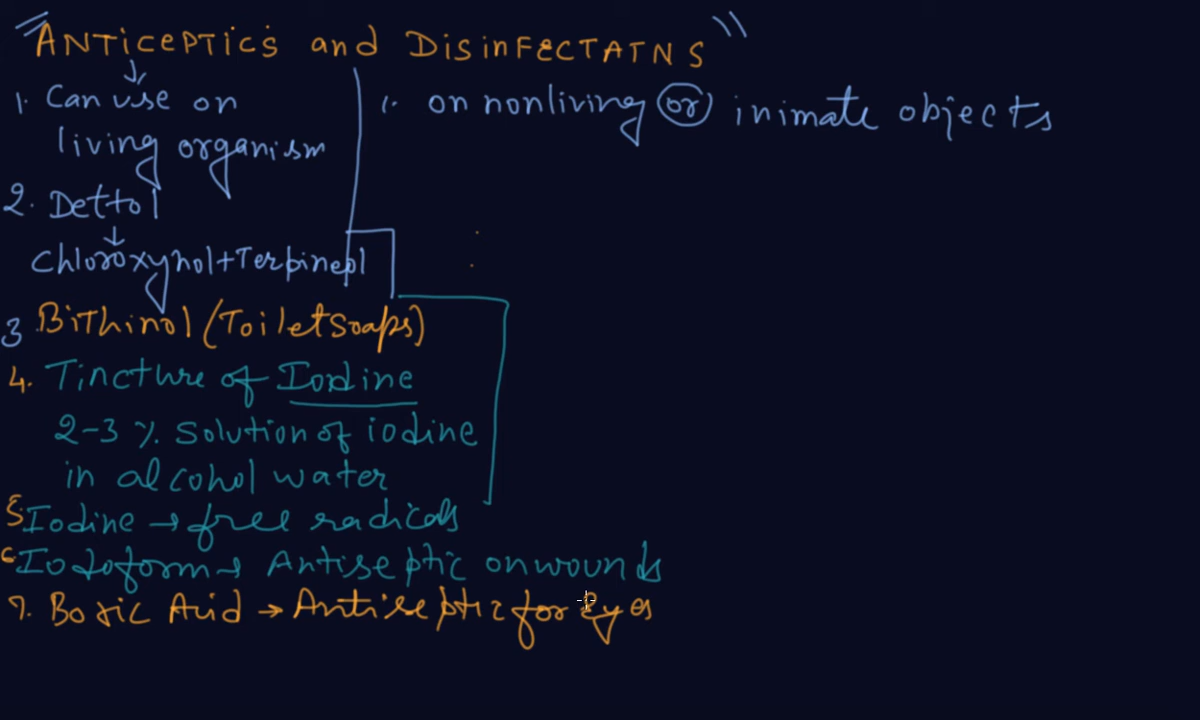 "ANTiCEPTiCS and DisinFECTATNS"
1. Can use on
living organism
2. Dettol
Chloroxynol+Terpineol
3. BiThinol (ToiletSoaps)
4. Tincture of Iodine
2-3 % Solution of iodine
in alcohol water
5. Iodine → free radicals
6 Iodoform → Antiseptic on wounds
7. Boric Acid → Antiseptic for Eyes
1. on nonliving or inimate objects